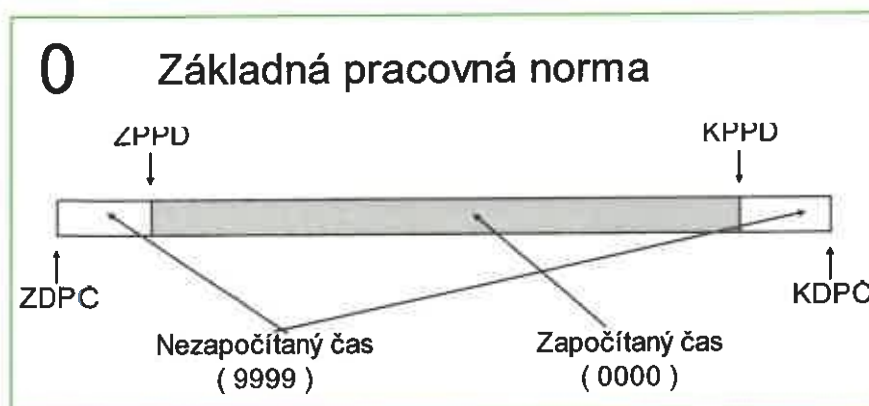 0 Základná pracovná norma
ZPPD KPPD
ZDPČ KDPČ
Nezapočítaný čas Započítaný čas
( 9999 ) ( 0000 )